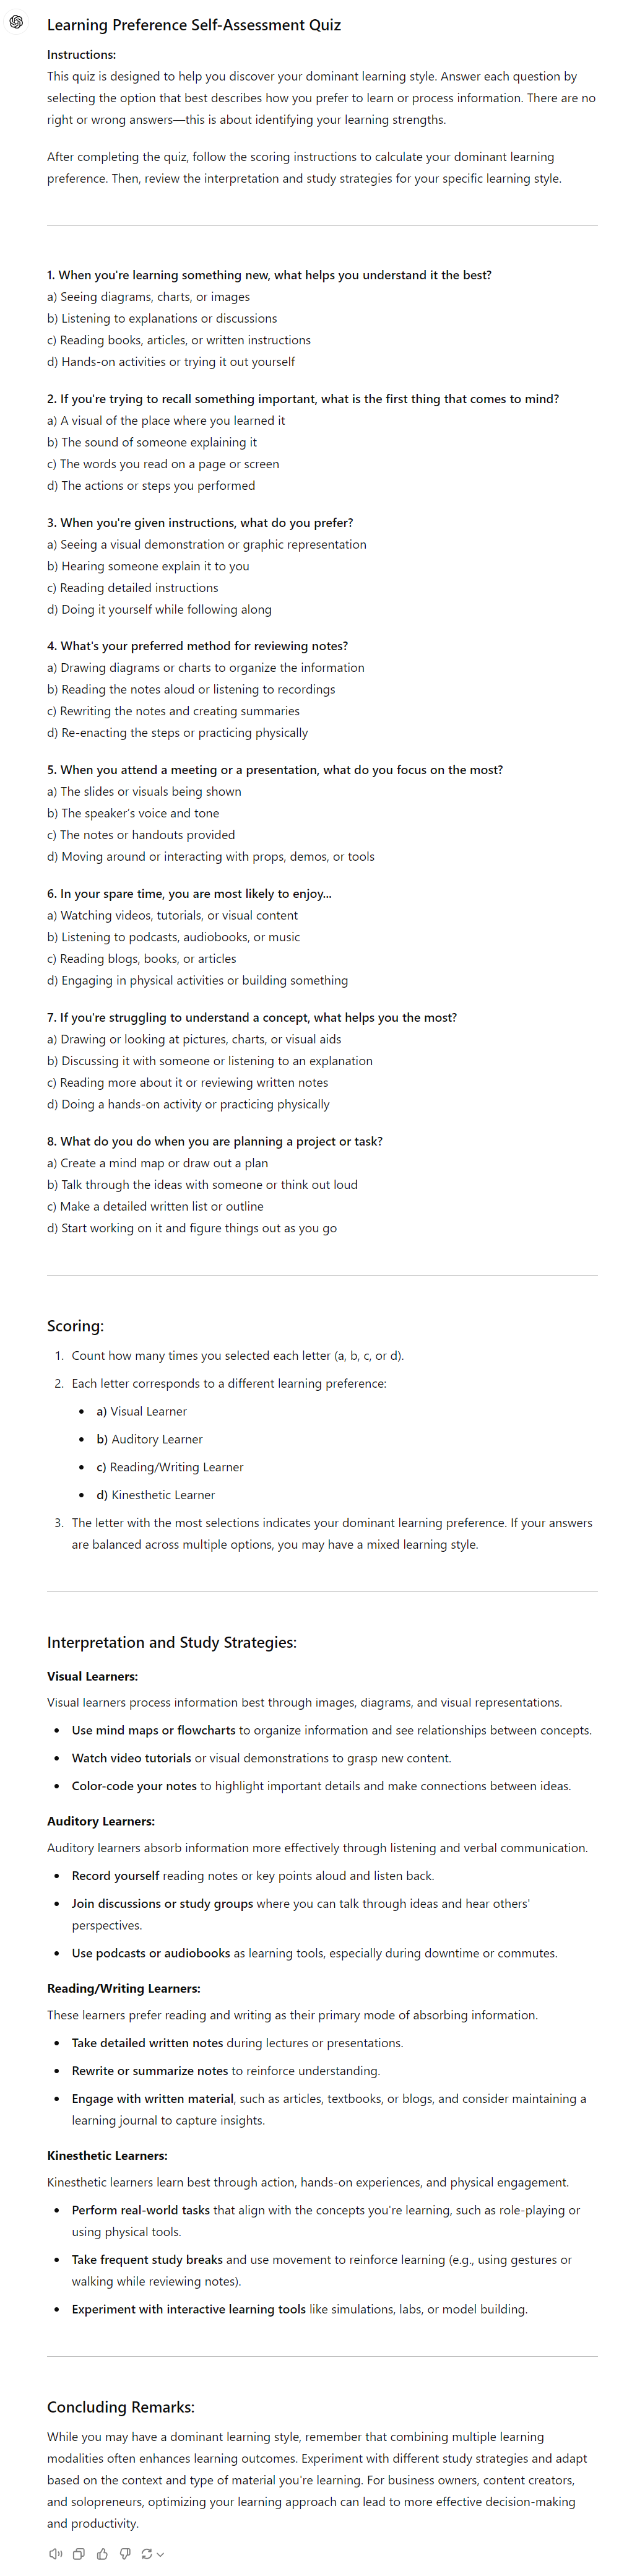 Learning Preference Self-Assessment Quiz
Instructions:
This quiz is designed to help you discover your dominant learning style. Answer each question by
selecting the option that best describes how you prefer to learn or process information. There are no
right or wrong answers—this is about identifying your learning strengths.
After completing the quiz, follow the scoring instructions to calculate your dominant learning
preference. Then, review the interpretation and study strategies for your specific learning style.
1. When you're learning something new, what helps you understand it the best?
a) Seeing diagrams, charts, or images
b) Listening to explanations or discussions
c) Reading books, articles, or written instructions
d) Hands-on activities or trying it out yourself
2. If you're trying to recall something important, what is the first thing that comes to mind?
a) A visual of the place where you learned it
b) The sound of someone explaining it
c) The words you read on a page or screen
d) The actions or steps you performed
3. When you're given instructions, what do you prefer?
a) Seeing a visual demonstration or graphic representation
b) Hearing someone explain it to you
c) Reading detailed instructions
d) Doing it yourself while following along
4. What's your preferred method for reviewing notes?
a) Drawing diagrams or charts to organize the information
b) Reading the notes aloud or listening to recordings
c) Rewriting the notes and creating summaries
d) Re-enacting the steps or practicing physically
5. When you attend a meeting or a presentation, what do you focus on the most?
a) The slides or visuals being shown
b) The speaker's voice and tone
c) The notes or handouts provided
d) Moving around or interacting with props, demos, or tools
6. In your spare time, you are most likely to enjoy...
a) Watching videos, tutorials, or visual content
b) Listening to podcasts, audiobooks, or music
c) Reading blogs, books, or articles
d) Engaging in physical activities or building something
7. If you're struggling to understand a concept, what helps you the most?
a) Drawing or looking at pictures, charts, or visual aids
b) Discussing it with someone or listening to an explanation
c) Reading more about it or reviewing written notes
d) Doing a hands-on activity or practicing physically
8. What do you do when you are planning a project or task?
a) Create a mind map or draw out a plan
b) Talk through the ideas with someone or think out loud
c) Make a detailed written list or outline
d) Start working on it and figure things out as you go
Scoring:
1. Count how many times you selected each letter (a, b, c, or d).
2. Each letter corresponds to a different learning preference:
• a) Visual Learner
• b) Auditory Learner
• c) Reading/Writing Learner
• d) Kinesthetic Learner
3. The letter with the most selections indicates your dominant learning preference. If your answers
are balanced across multiple options, you may have a mixed learning style.
Interpretation and Study Strategies:
Visual Learners:
Visual learners process information best through images, diagrams, and visual representations.
• Use mind maps or flowcharts to organize information and see relationships between concepts.
• Watch video tutorials or visual demonstrations to grasp new content.
• Color-code your notes to highlight important details and make connections between ideas.
Auditory Learners:
Auditory learners absorb information more effectively through listening and verbal communication.
• Record yourself reading notes or key points aloud and listen back.
• Join discussions or study groups where you can talk through ideas and hear others'
perspectives.
• Use podcasts or audiobooks as learning tools, especially during downtime or commutes.
Reading/Writing Learners:
These learners prefer reading and writing as their primary mode of absorbing information.
• Take detailed written notes during lectures or presentations.
• Rewrite or summarize notes to reinforce understanding.
• Engage with written material, such as articles, textbooks, or blogs, and consider maintaining a
learning journal to capture insights.
Kinesthetic Learners:
Kinesthetic learners learn best through action, hands-on experiences, and physical engagement.
• Perform real-world tasks that align with the concepts you're learning, such as role-playing or
using physical tools.
• Take frequent study breaks and use movement to reinforce learning (e.g., using gestures or
walking while reviewing notes).
• Experiment with interactive learning tools like simulations, labs, or model building.
Concluding Remarks:
While you may have a dominant learning style, remember that combining multiple learning
modalities often enhances learning outcomes. Experiment with different study strategies and adapt
based on the context and type of material you're learning. For business owners, content creators,
and solopreneurs, optimizing your learning approach can lead to more effective decision-making
and productivity.